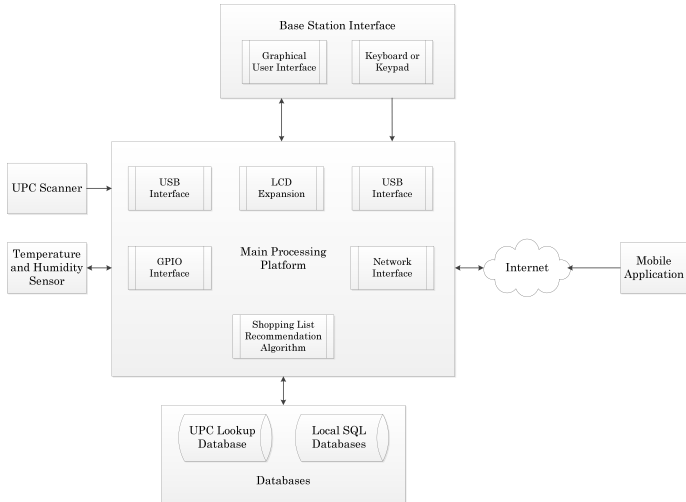 Base Station Interface
Graphical
User Interface
Keyboard or
Keypad
UPC Scanner
USB
Interface
LCD
Expansion
USB
Interface
Temperature
and Humidity
Sensor
GPIO
Interface
Main Processing
Platform
Network
Interface
Internet
Mobile
Application
Shopping List
Recommendation
Algorithm
UPC Lookup
Database
Local SQL
Databases
Databases